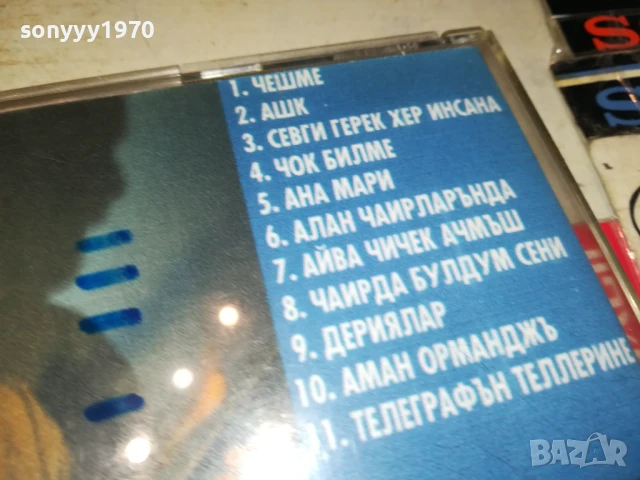 sonyyy1970
1. ЧЕШМЕ
2. АШК
3. СЕВГИ ГЕРЕК ХЕР ИНСАНА
4. ЧОК БИЛМЕ
5. АНА МАРИ
6. АЛАН ЧАИРЛАРЪНДА
7. АЙВА ЧИЧЕК АЧМЪШ
8. ЧАИРДА БУЛДУМ СЕНИ
9. ДЕРИЯЛАР
10. АМАН ОРМАНДЖЪ
11. ТЕЛЕГРАФЪН ТЕЛЛЕРИНЕ
BAZAR
bg